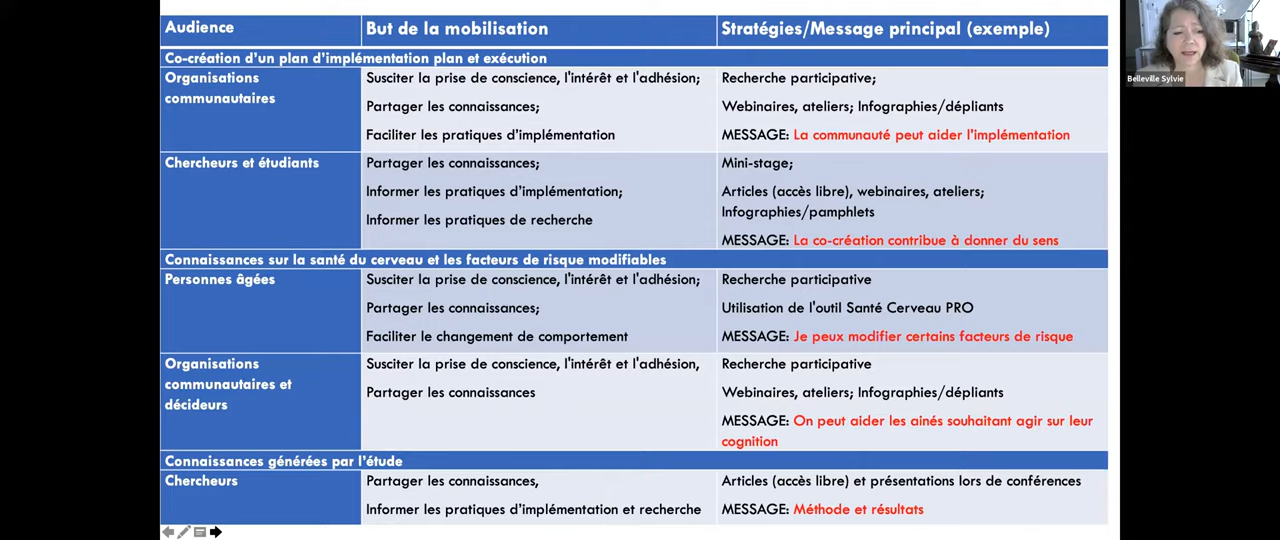 Audience
But de la mobilisation
Stratégies/Message principal (exemple)
Co-création d'un plan d'implémentation plan et exécution
Organisations
communautaires
Susciter la prise de conscience, l'intérêt et l'adhésion;
Partager les connaissances;
Faciliter les pratiques d'implémentation
Recherche participative;
Webinaires, ateliers; Infographies/dépliants
MESSAGE: La communauté peut aider l'implémentation
Chercheurs et étudiants
Partager les connaissances;
Informer les pratiques d'implémentation;
Informer les pratiques de recherche
Mini-stage;
Articles (accès libre), webinaires, ateliers;
Infographies/pamphlets
MESSAGE: La co-création contribue à donner du sens
Connaissances sur la santé du cerveau et les facteurs de risque modifiables
Personnes âgées
Susciter la prise de conscience, l'intérêt et l'adhésion;
Partager les connaissances;
Faciliter le changement de comportement
Recherche participative
Utilisation de l'outil Santé Cerveau PRO
MESSAGE: Je peux modifier certains facteurs de risque
Organisations
communautaires et
décideurs
Susciter la prise de conscience, l'intérêt et l'adhésion,
Partager les connaissances
Recherche participative
Webinaires, ateliers; Infographies/dépliants
MESSAGE: On peut aider les ainés souhaitant agir sur leur
cognition
Connaissances générées par l'étude
Chercheurs
Partager les connaissances,
Informer les pratiques d'implémentation et recherche
Articles (accès libre) et présentations lors de conférences
MESSAGE: Méthode et résultats
Belleville Sylvie